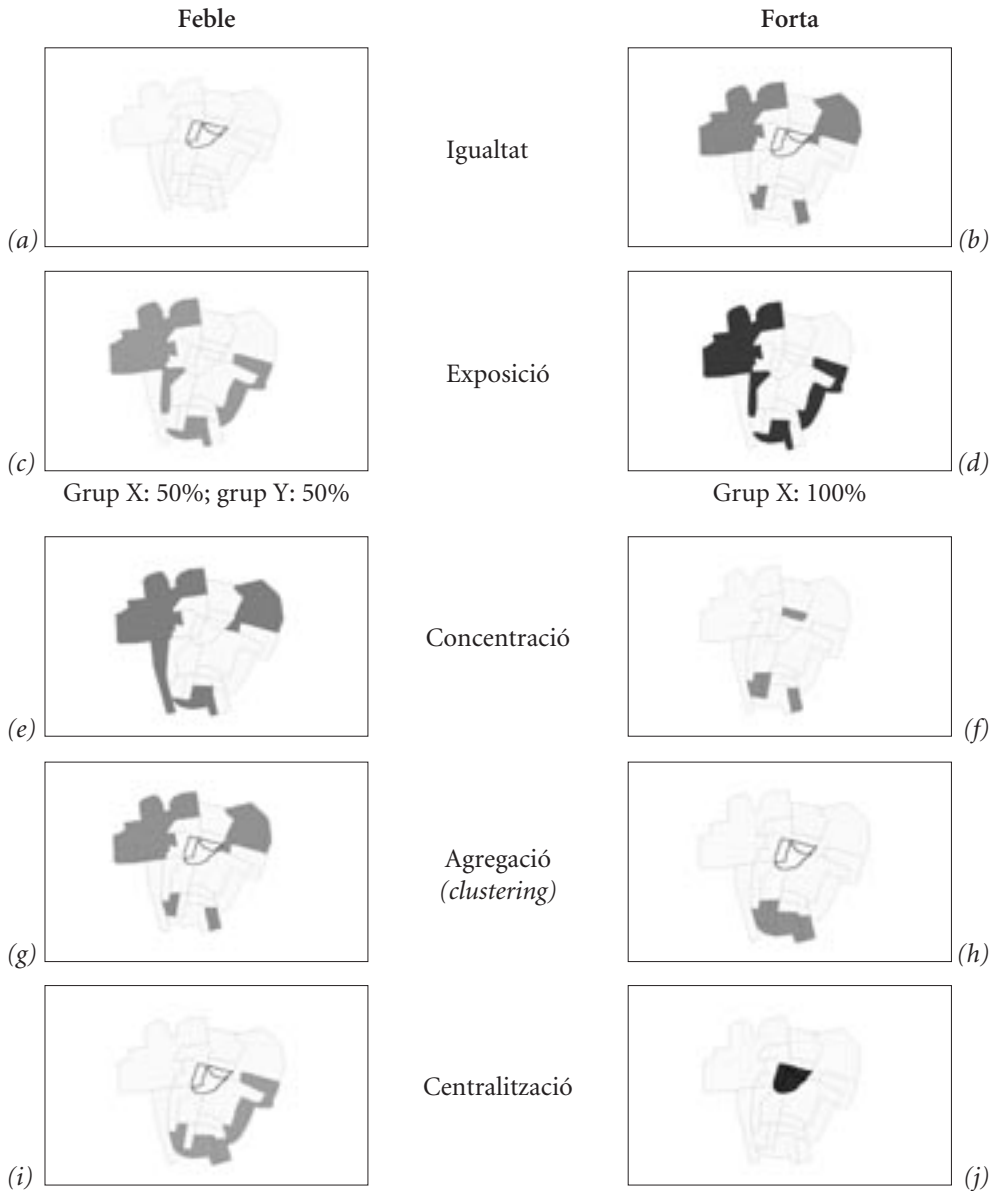 Feble
Forta
Igualtat
(a)
(b)
Exposició
(c)
(d)
Grup X: 50%; grup Y: 50%
Grup X: 100%
Concentració
(e)
(f)
Agregació
(clustering)
(g)
(h)
Centralització
(i)
(j)